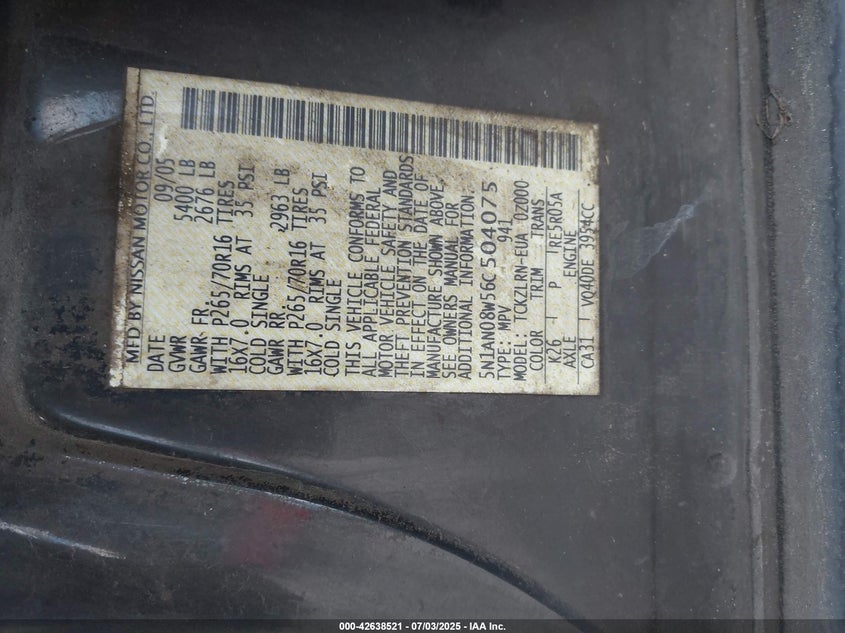 MFD BY NISSAN MOTOR CO., LTD.
DATE 09/05
GVWR 5400 LB
GAWR FR. 2676 LB
WITH P265/70R16 TIRES
16X7.0 RIMS AT 35 PSI
COLD SINGLE
GAWR RR. 2963 LB
WITH P265/70R16 TIRES
16X7.0 RIMS AT 35 PSI
COLD SINGLE
THIS VEHICLE CONFORMS TO
ALL APPLICABLE FEDERAL
MOTOR VEHICLE SAFETY AND
THEFT PREVENTION STANDARDS
IN EFFECT ON THE DATE OF
MANUFACTURE SHOWN ABOVE.
SEE OWNERS MANUAL FOR
ADDITIONAL INFORMATION.
5N1AN08W56C504075
TYPE: MPV 941
MODEL: TCKZLRN-EUA DZ000
COLOR TRIM TRANS
K26 P RE5R05A
AXLE ENGINE
CA31 VQ40DE 3954CC
000-42638521 | 07/03/2025 - IAA Inc.